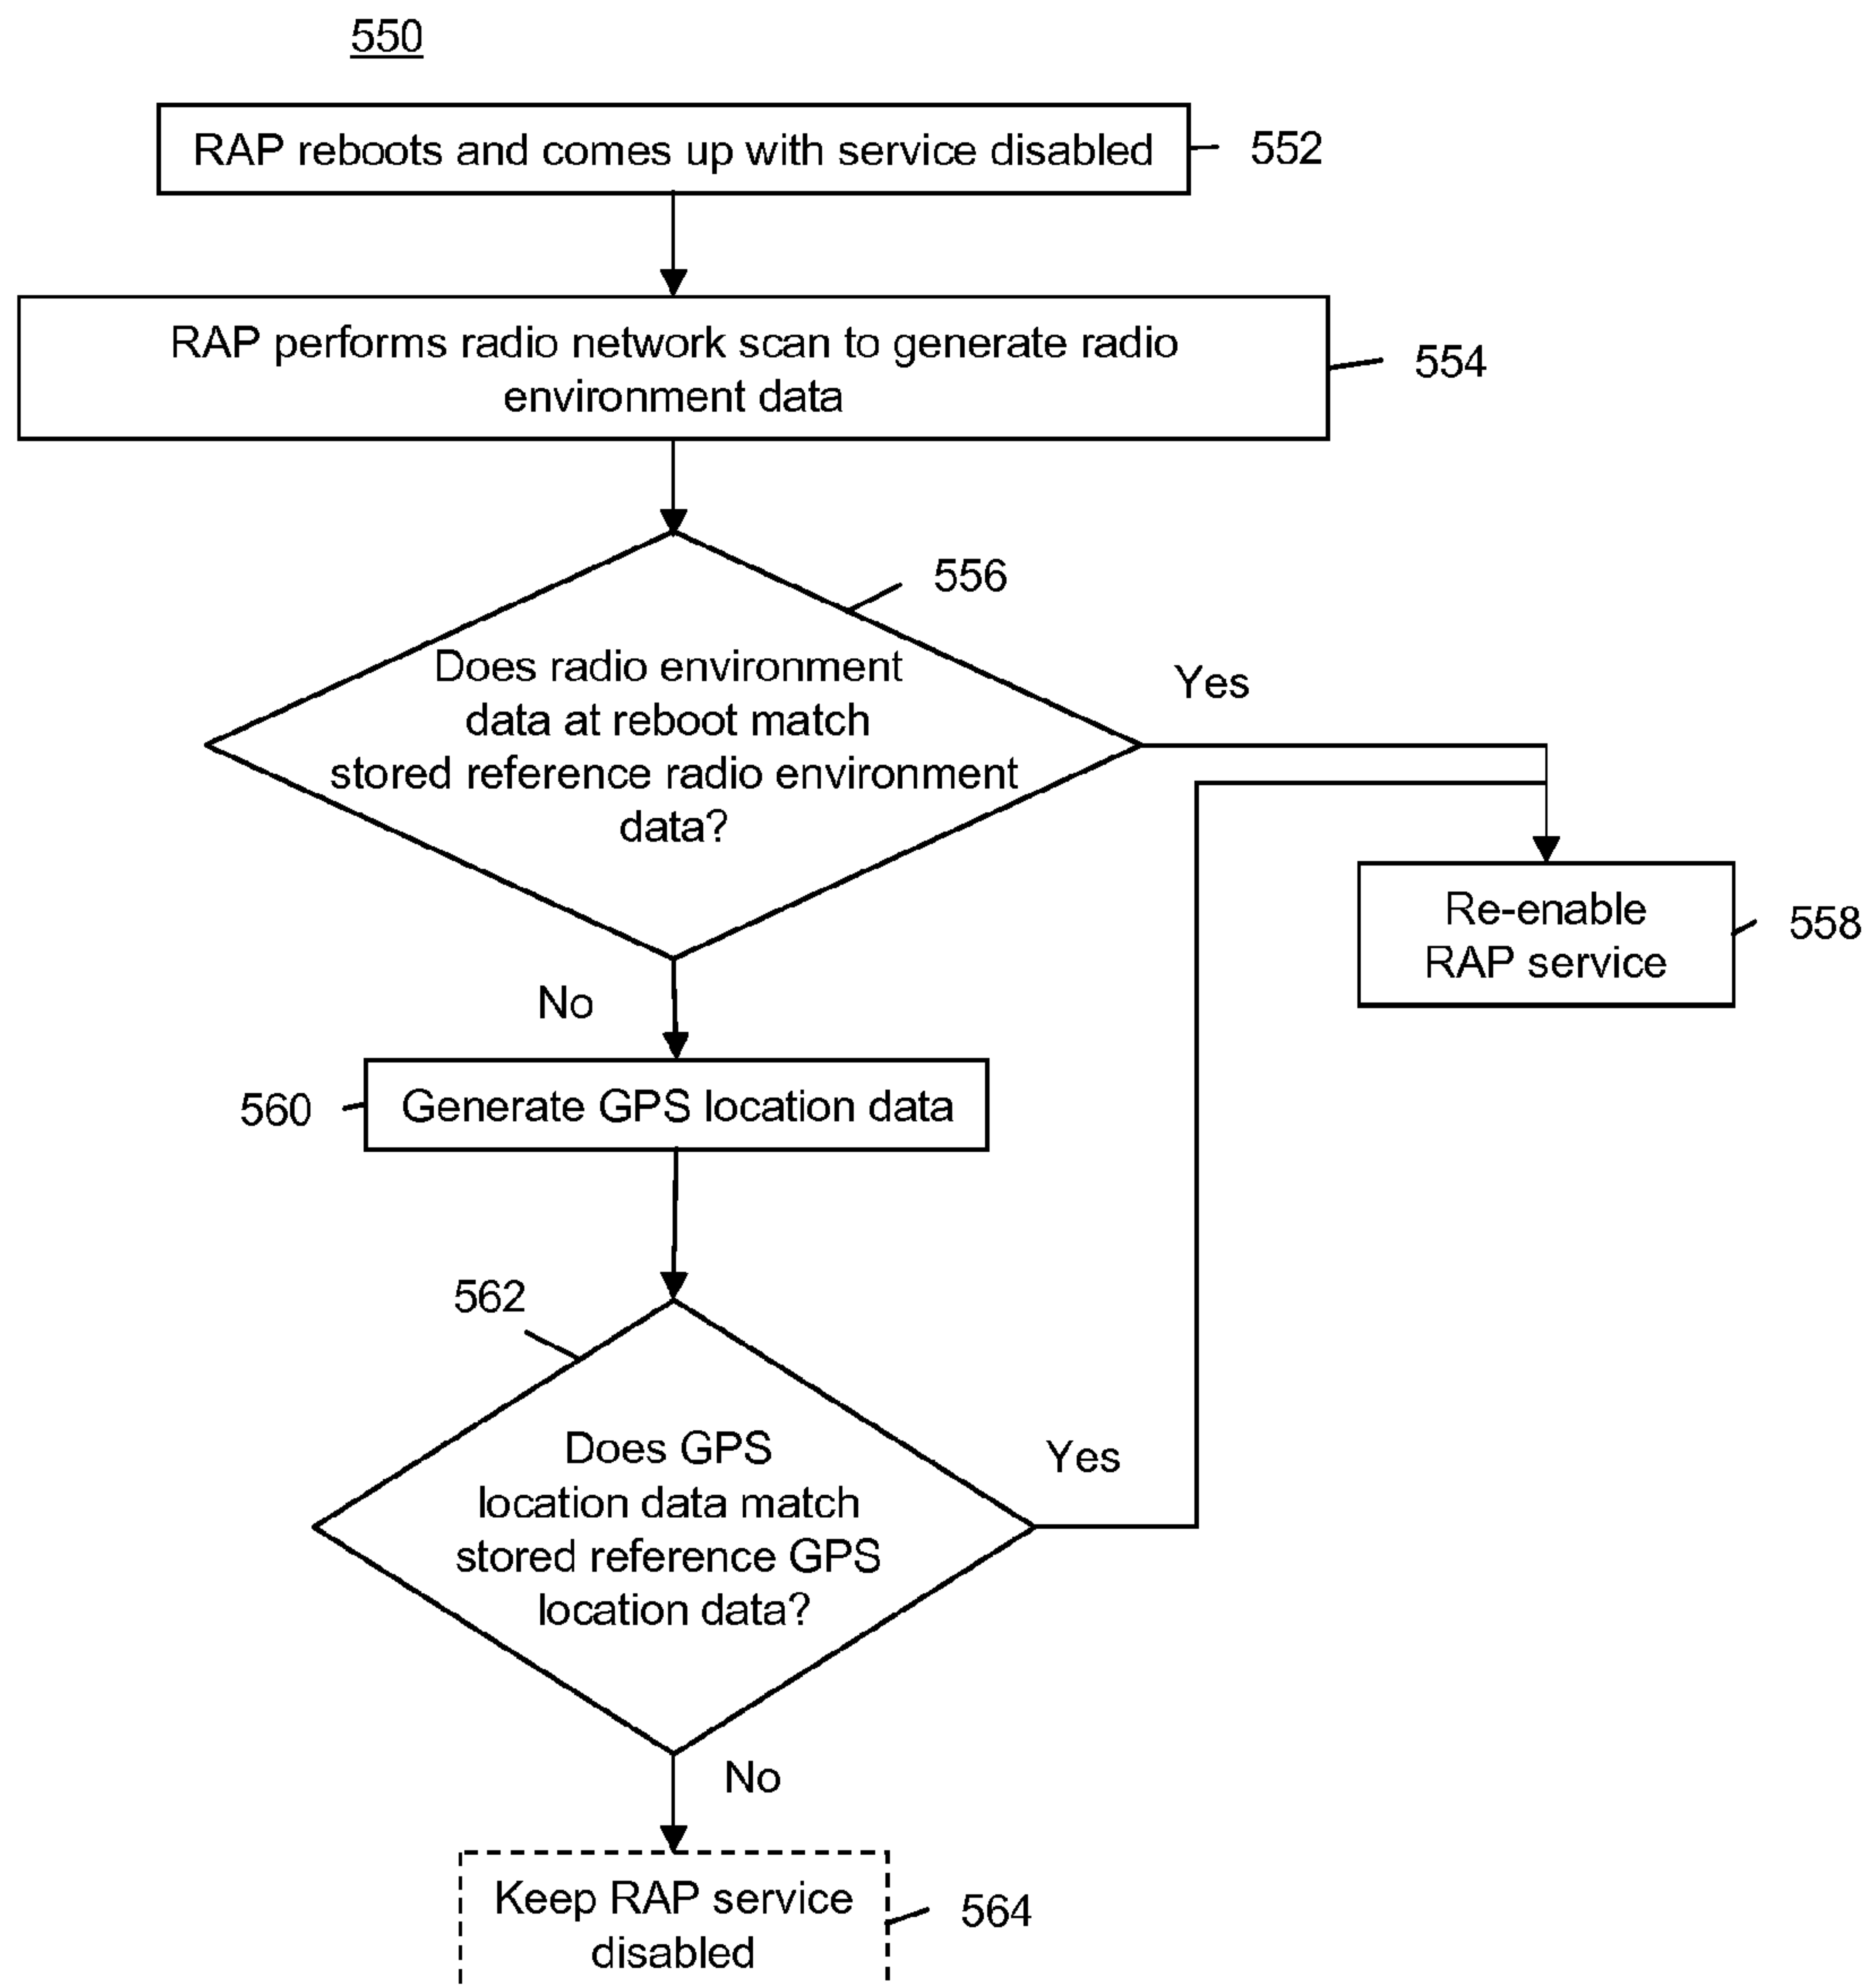 550
RAP reboots and comes up with service disabled
552
RAP performs radio network scan to generate radio
environment data
554
556
Does radio environment
data at reboot match
stored reference radio environment
data?
Yes
Re-enable
RAP service
558
No
560
Generate GPS location data
562
Does GPS
location data match
stored reference GPS
location data?
Yes
No
Keep RAP service
disabled
564